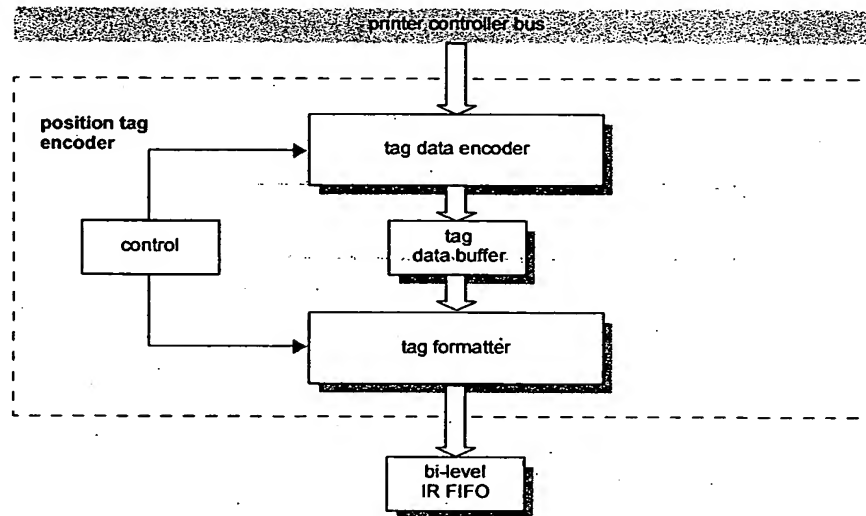 printer controller bus
position tag
encoder
tag data encoder
control
tag
data buffer
tag formatter
bi-level
IR FIFO